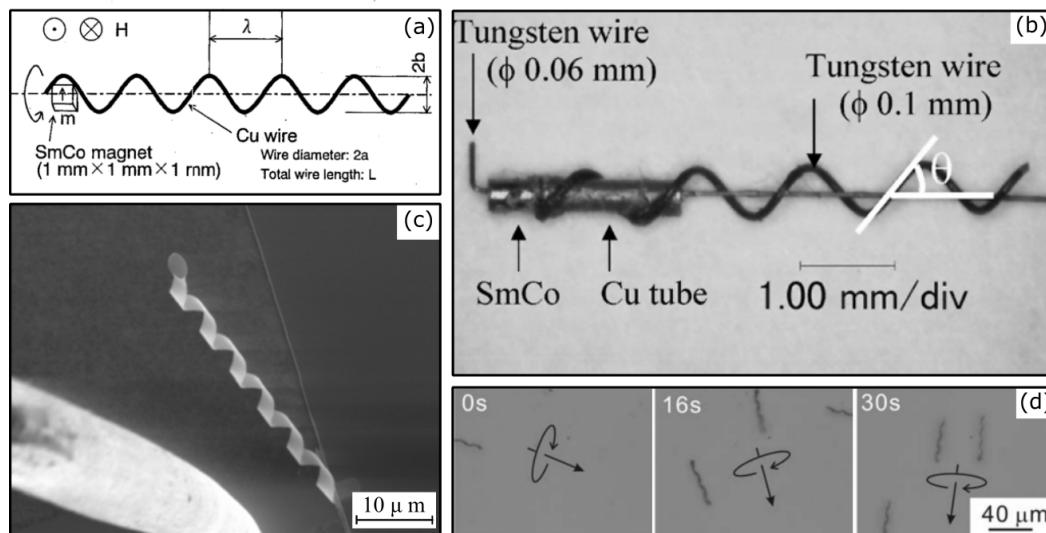 (a)
H
λ
2b
m
Cu wire
SmCo magnet
(1 mm×1 mm×1 mm)
Wire diameter: 2a
Total wire length: L
(b)
Tungsten wire
(ϕ 0.06 mm)
Tungsten wire
(ϕ 0.1 mm)
θ
SmCo
Cu tube
1.00 mm/div
(c)
10 μ m
(d)
0s
16s
30s
40 μm